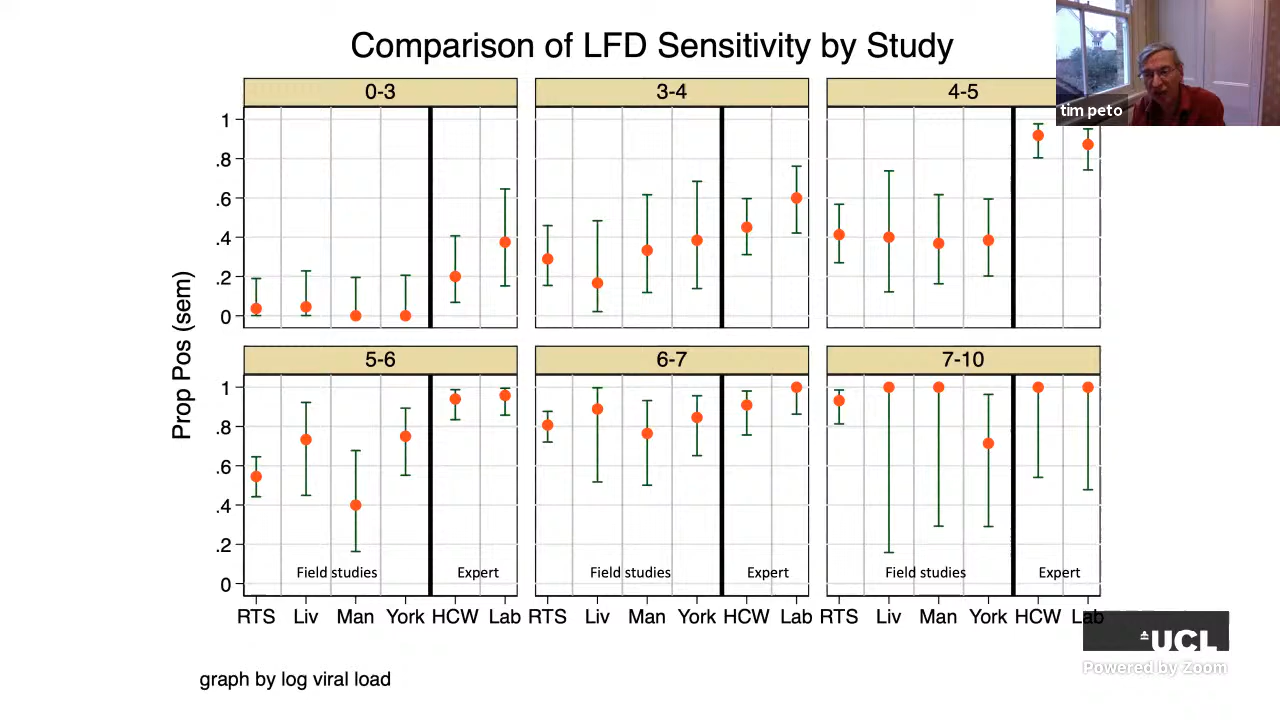 Comparison of LFD Sensitivity by Study
tim peto
0-3
3-4
4-5
1
.8
.6
.4
.2
0
Prop Pos (sem)
5-6
6-7
7-10
1
.8
.6
.4
.2
0
Field studies Expert Field studies Expert Field studies Expert
RTS Liv Man York HCW Lab RTS Liv Man York HCW Lab RTS Liv Man York HCW Lab
UCL
Powered by Zoom
graph by log viral load